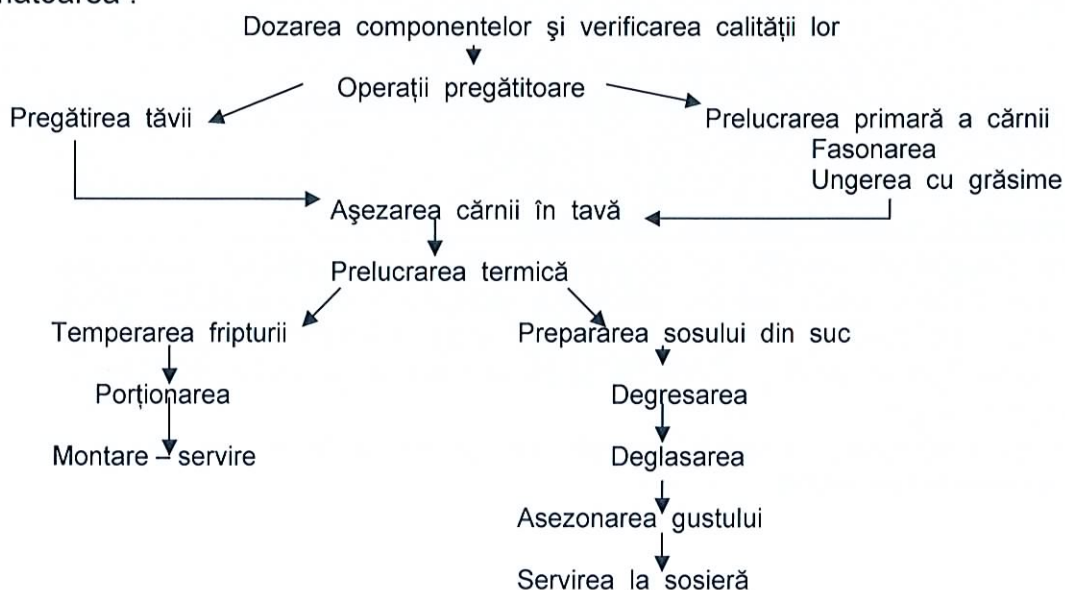 Dozarea componentelor şi verificarea calităţii lor
Operaţii pregătitoare
Pregătirea tăvii
Prelucrarea primară a cărnii
Fasonarea
Ungerea cu grăsime
Aşezarea cărnii în tavă
Prelucrarea termică
Temperarea fripturii
Prepararea sosului din suc
Porţionarea
Degresarea
Montare – servire
Deglasarea
Asezonarea gustului
Servirea la sosieră